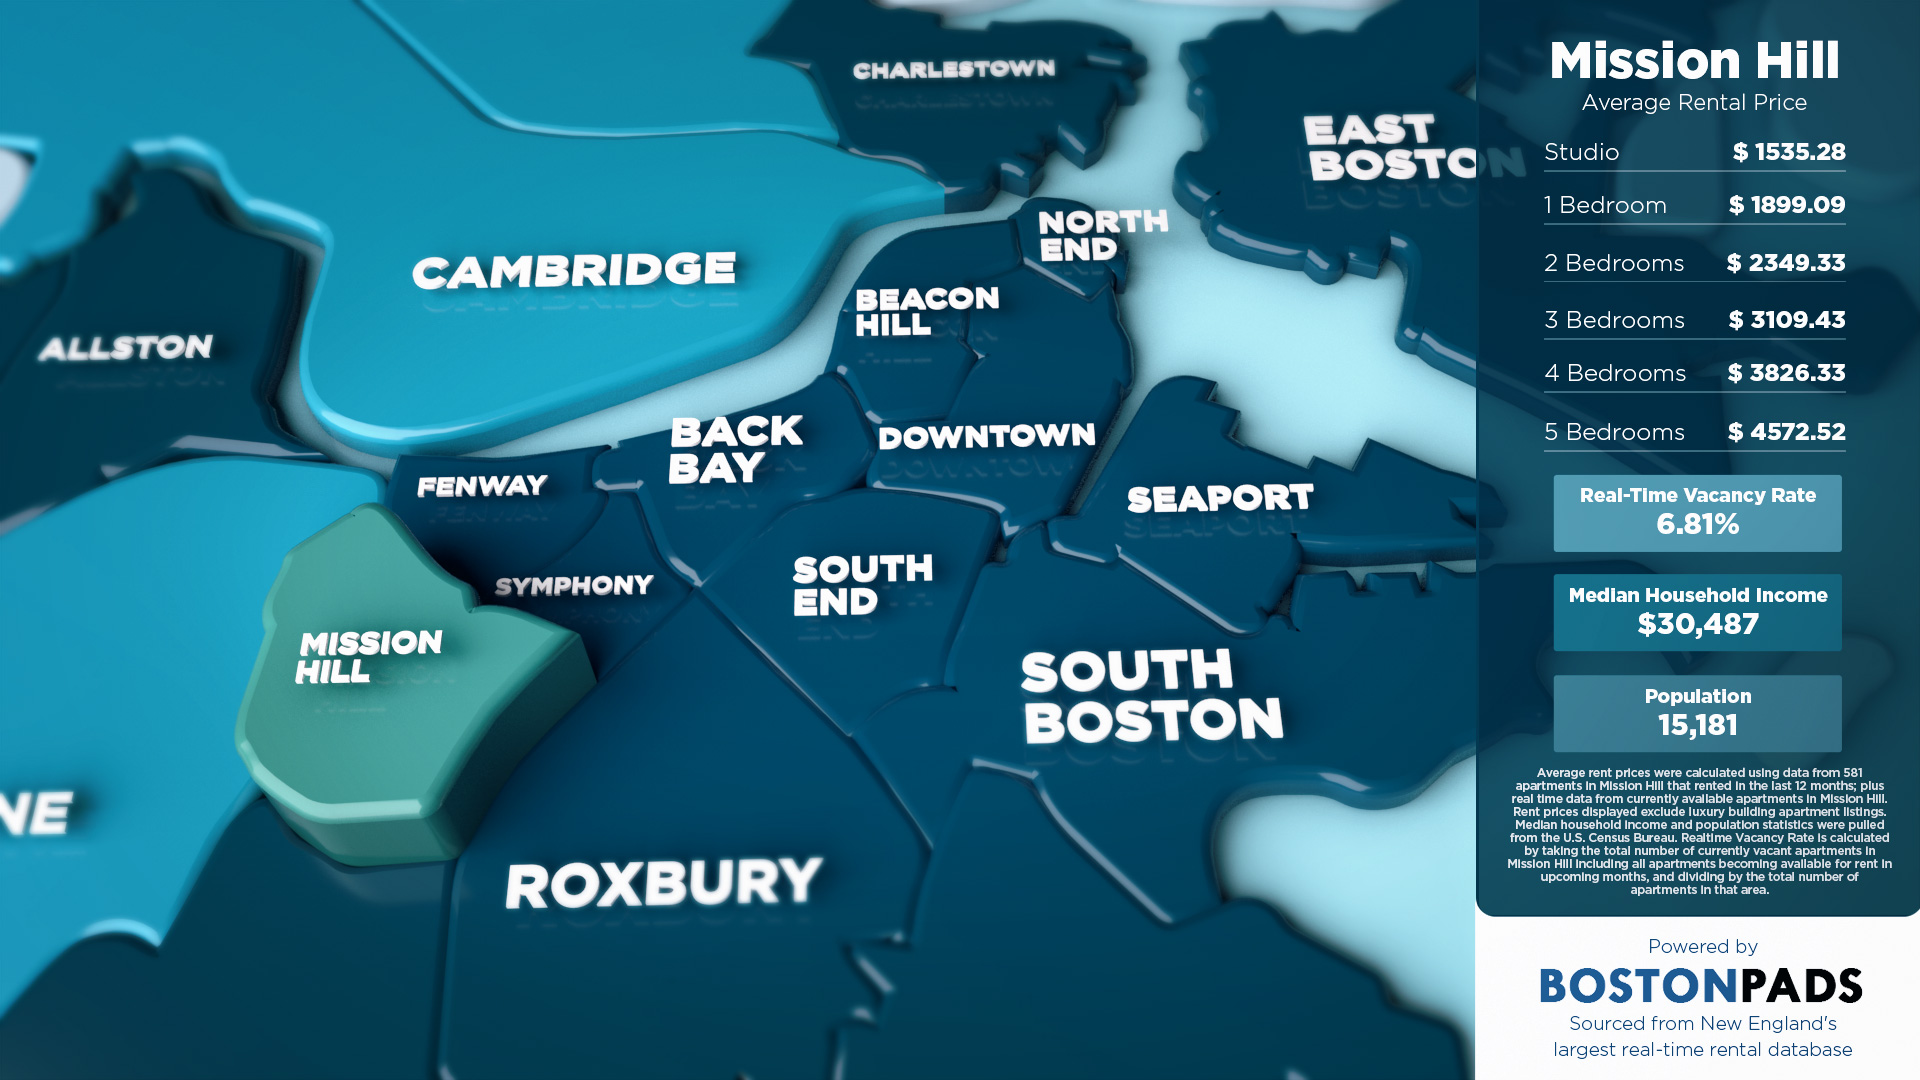 CHARLESTOWN
EAST
BOSTON
NORTH
END
CAMBRIDGE
BEACON
HILL
ALLSTON
BACK
BAY
DOWNTOWN
FENWAY
SEAPORT
SYMPHONY
SOUTH
END
MISSION
HILL
SOUTH
BOSTON
NE
ROXBURY
Mission Hill
Average Rental Price
Studio $ 1535.28
1 Bedroom $ 1899.09
2 Bedrooms $ 2349.33
3 Bedrooms $ 3109.43
4 Bedrooms $ 3826.33
5 Bedrooms $ 4572.52
Real-Time Vacancy Rate
6.81%
Median Household Income
$30,487
Population
15,181
Average rent prices were calculated using data from 581
apartments in Mission Hill that rented in the last 12 months; plus
real time data from currently available apartments in Mission Hill.
Rent prices displayed exclude luxury building apartment listings.
Median household income and population statistics were pulled
from the U.S. Census Bureau. Realtime Vacancy Rate is calculated
by taking the total number of currently vacant apartments in
Mission Hill including all apartments becoming available for rent in
upcoming months, and dividing by the total number of
apartments in that area.
Powered by
BOSTONPADS
Sourced from New England's
largest real-time rental database